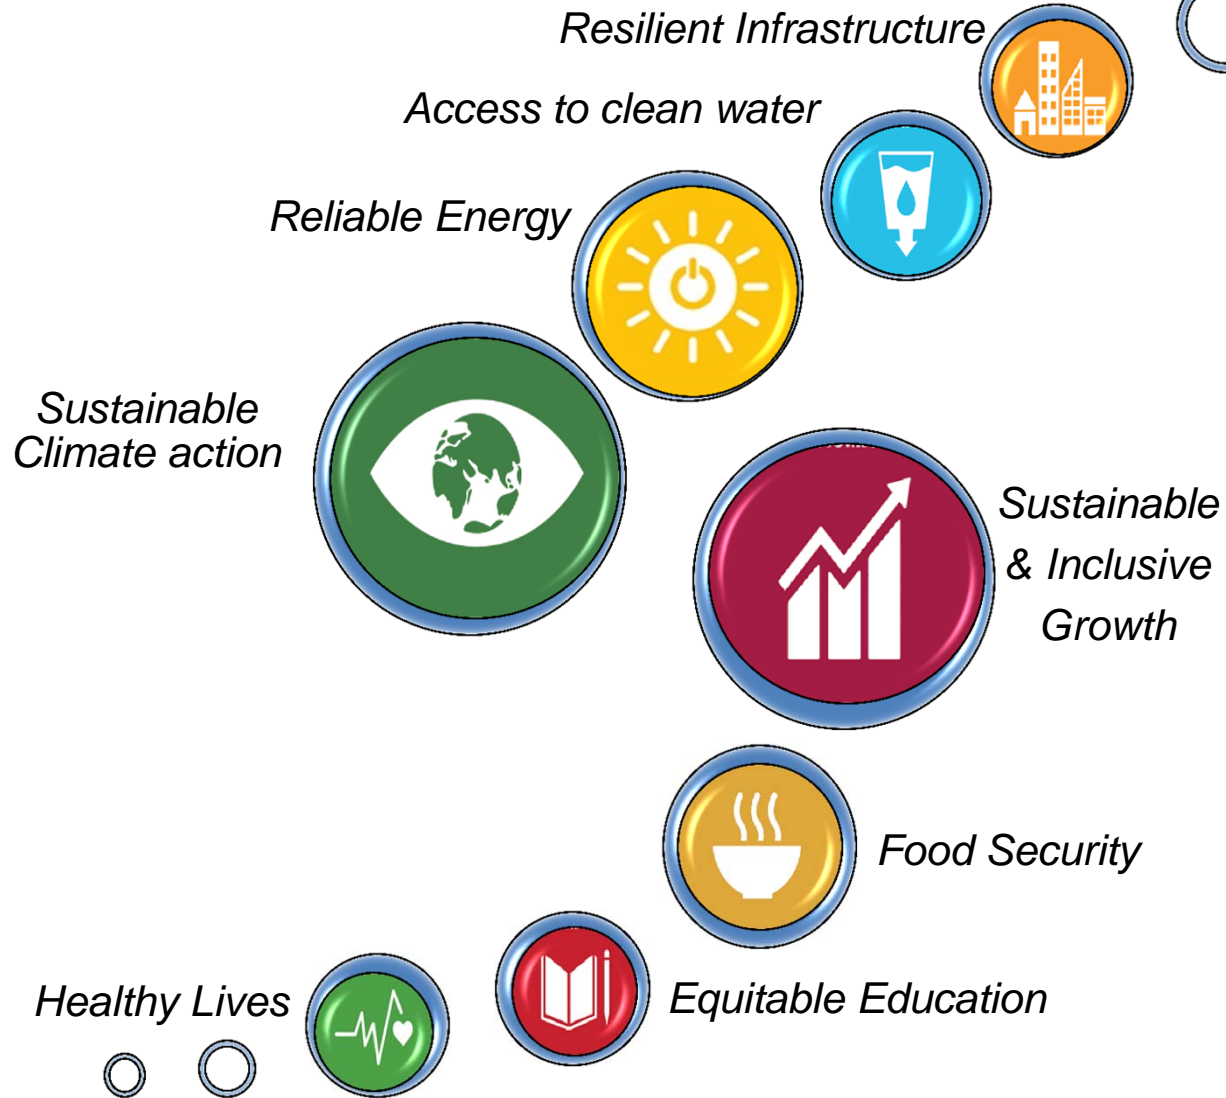 Resilient Infrastructure
Access to clean water
Reliable Energy
Sustainable
Climate action
Sustainable
& Inclusive
Growth
Food Security
Equitable Education
Healthy Lives